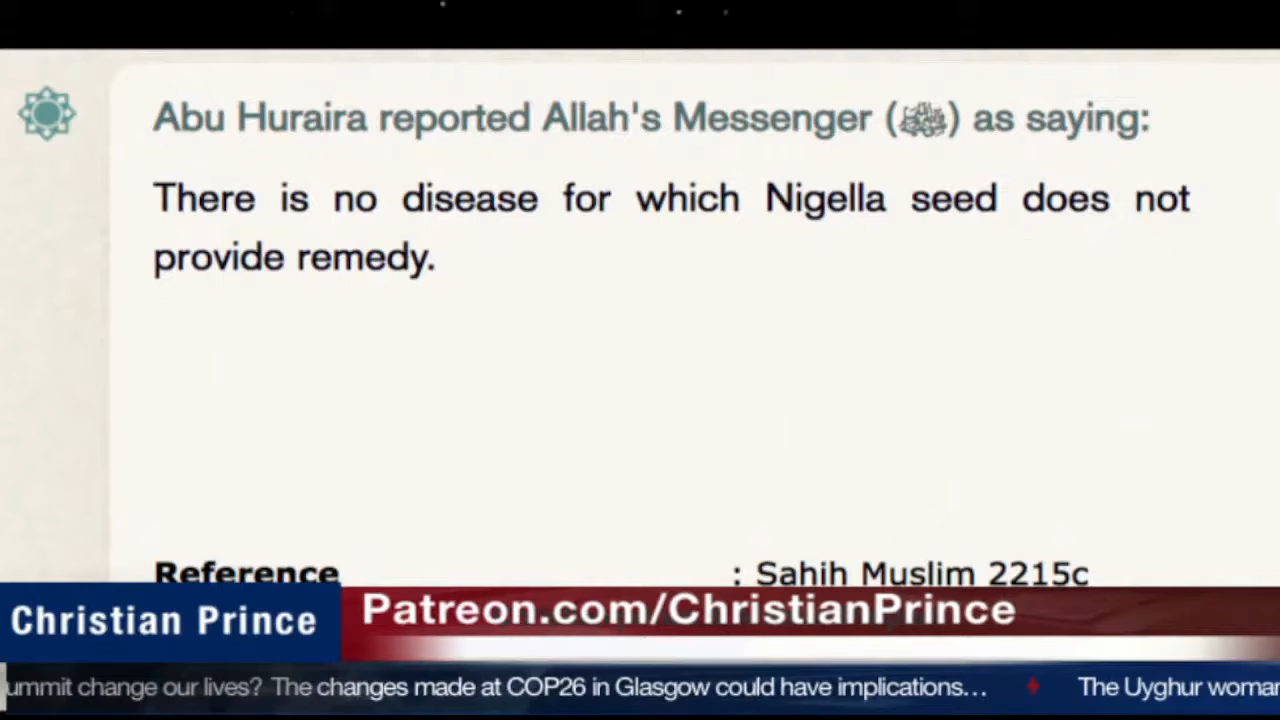 Abu Huraira reported Allah's Messenger (ﷺ) as saying:
There is no disease for which Nigella seed does not
provide remedy.
Reference : Sahih Muslim 2215c
Christian Prince
Patreon.com/ChristianPrince
ummit change our lives? The changes made at COP26 in Glasgow could have implications... The Uyghur woman